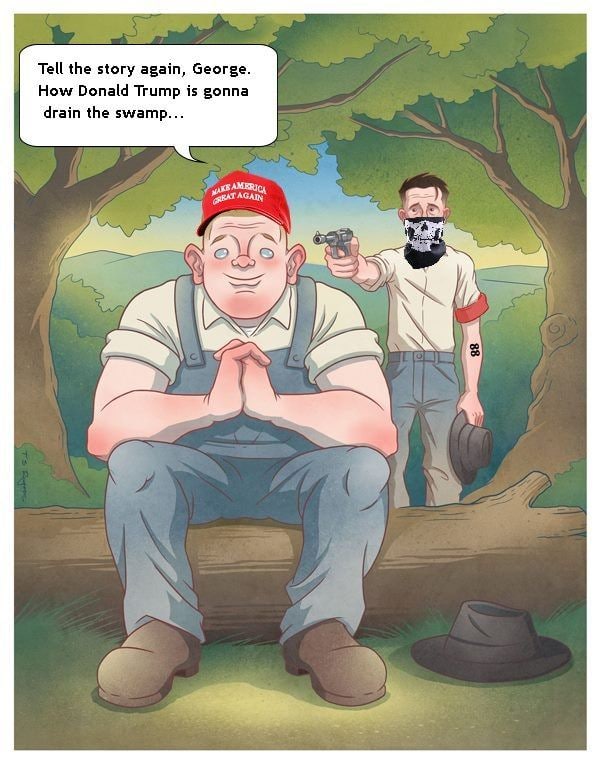 Tell the story again, George.
How Donald Trump is gonna
drain the swamp...
MAKE AMERICA
GREAT AGAIN
88